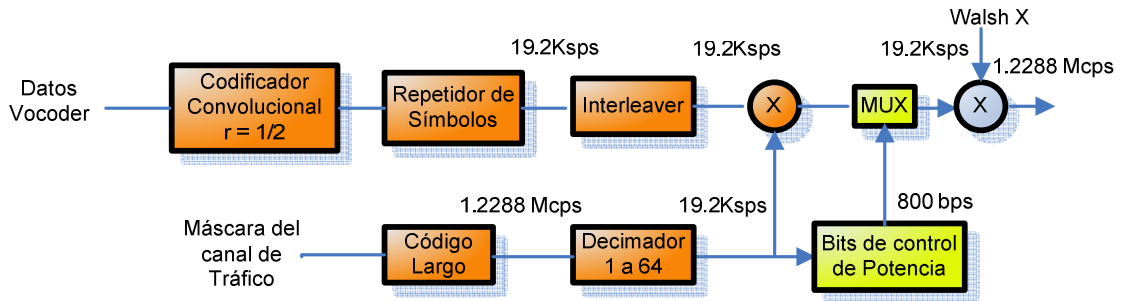 Walsh X
19.2Ksps
19.2Ksps
19.2Ksps
1.2288 Mcps
Datos
Vocoder
Codificador
Convolucional
r = 1/2
Repetidor de
Símbolos
Interleaver
X
MUX
X
Máscara del
canal de
Tráfico
1.2288 Mcps
19.2Ksps
800 bps
Código
Largo
Decimador
1 a 64
Bits de control
de Potencia